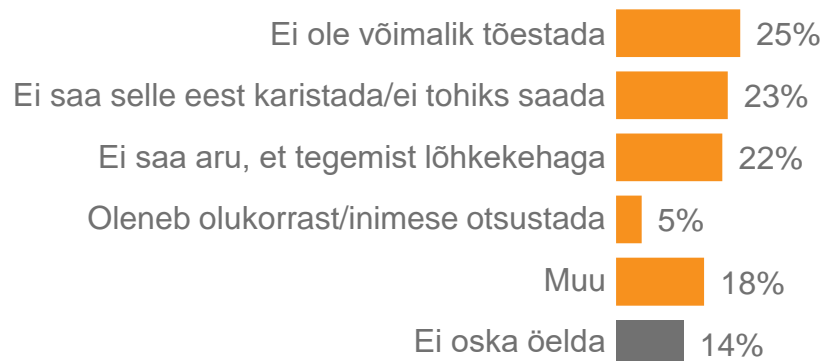 Ei ole võimalik tõestada 25%
Ei saa selle eest karistada/ei tohiks saada 23%
Ei saa aru, et tegemist lõhkekehaga 22%
Oleneb olukorrast/inimese otsustada 5%
Muu 18%
Ei oska öelda 14%